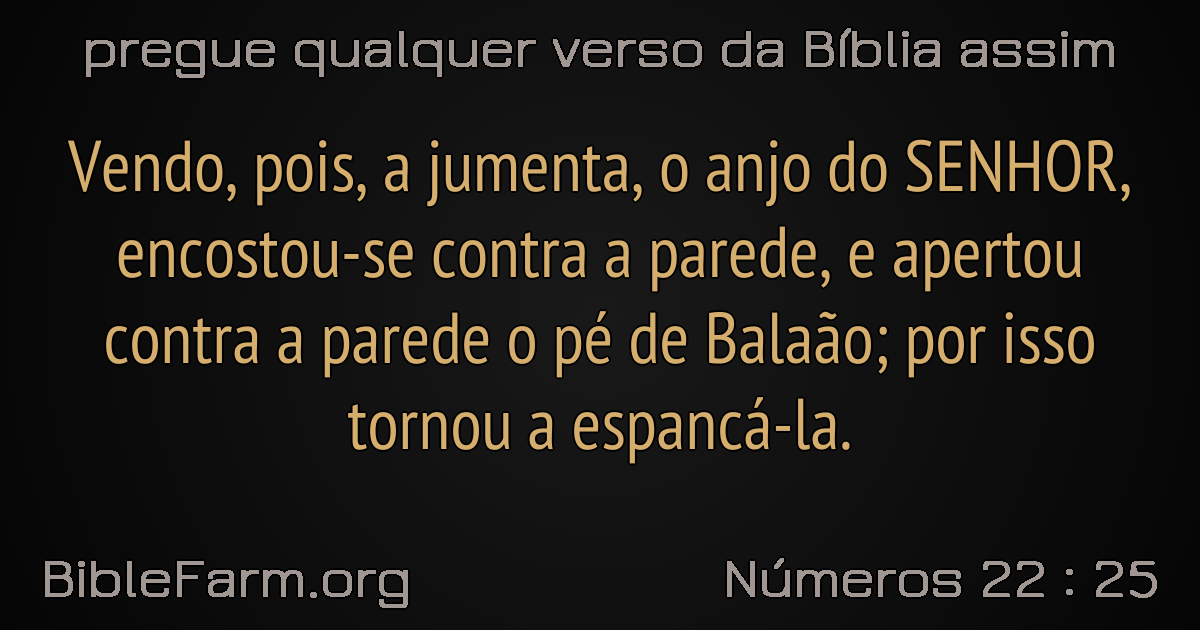 pregue qualquer verso da Bíblia assim
Vendo, pois, a jumenta, o anjo do SENHOR,
encostou-se contra a parede, e apertou
contra a parede o pé de Balaão; por isso
tornou a espancá-la.
BibleFarm.org
Números 22 : 25